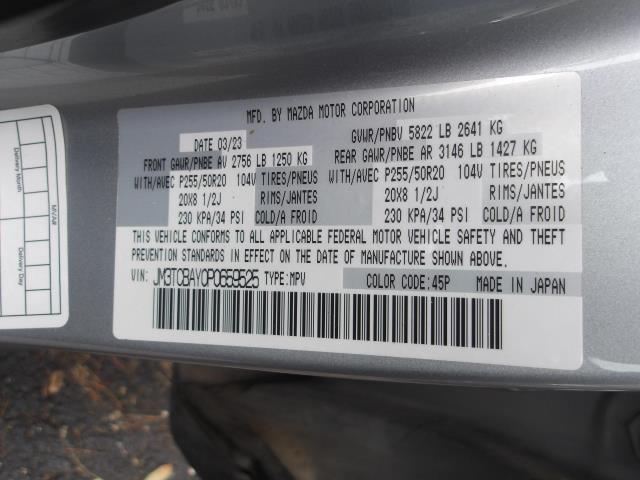 MFD. BY MAZDA MOTOR CORPORATION
DATE 03/23
GVWR/PNBV 5822 LB 2641 KG
FRONT GAWR/PNBE AV 2756 LB 1250 KG
REAR GAWR/PNBE AR 3146 LB 1427 KG
WITH/AVEC P255/50R20 104V TIRES/PNEUS
WITH/AVEC P255/50R20 104V TIRES/PNEUS
20X8 1/2J RIMS/JANTES
20X8 1/2J RIMS/JANTES
230 KPA/34 PSI COLD/A FROID
230 KPA/34 PSI COLD/A FROID
THIS VEHICLE CONFORMS TO ALL APPLICABLE FEDERAL MOTOR VEHICLE SAFETY AND THEFT
PREVENTION STANDARDS IN EFFECT ON THE DATE OF MANUFACTURE SHOWN ABOVE.
VIN: JM3TCBAY0P0659525 TYPE:MPV
COLOR CODE:45P MADE IN JAPAN